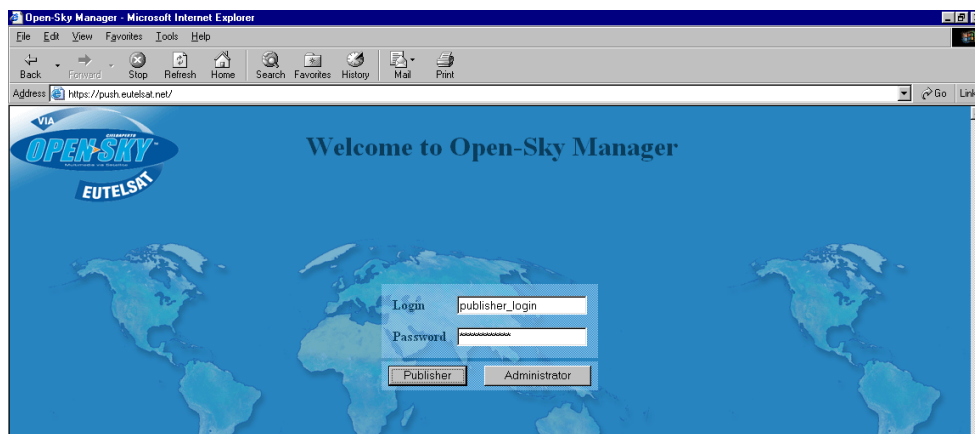 Open-Sky Manager - Microsoft Internet Explorer
File Edit View Favorites Tools Help
Back Forward Stop Refresh Home Search Favorites History Mail Print
Address https://push.eutelsat.net/ Go Link
VIA
OPEN-SKY
EUTELSAT
Welcome to Open-Sky Manager
Login publisher_login
Password ************
Publisher Administrator